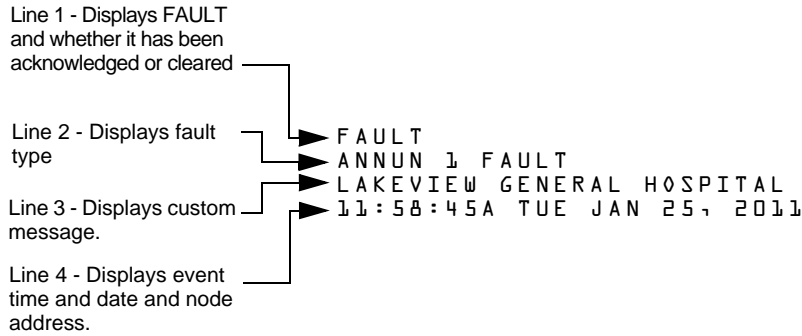 Line 1 - Displays FAULT
and whether it has been
acknowledged or cleared
Line 2 - Displays fault
type
Line 3 - Displays custom
message.
Line 4 - Displays event
time and date and node
address.
FAULT
ANNUN 1 FAULT
LAKEVIEW GENERAL HOSPITAL
11:58:45A TUE JAN 25, 2011